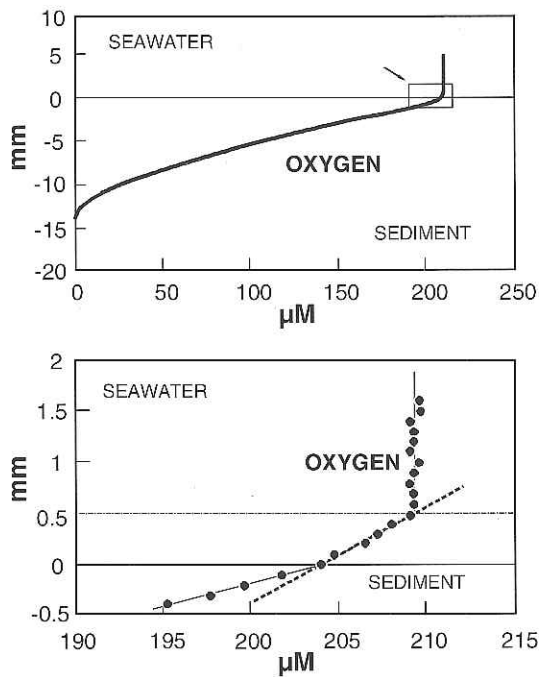 10
SEAWATER
5
0
-5
OXYGEN
-10
-15
SEDIMENT
-20
mm
0 50 100 150 200 250
µM
2
SEAWATER
1.5
OXYGEN
1
0.5
0
SEDIMENT
-0.5
mm
190 195 200 205 210 215
µM